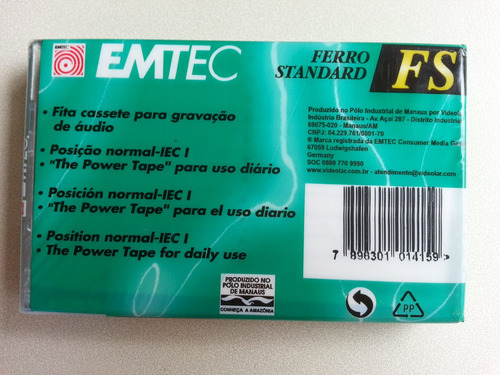 EMTEC
EMTEC
FERRO
STANDARD
FS
• Fita cassete para gravação
de áudio
• Posição normal-IEC I
• "The Power Tape" para uso diário
• Posición normal-IEC I
• "The Power Tape" para el uso diario
• Position normal-IEC I
• The Power Tape for daily use
Produzido no Pólo Industrial de Manaus por
Indústria Brasileira - Av. Açaí 287 - Distrito Industrial
69075-020 - Manaus/AM
CNPJ: 04.229.761/0001-70
® Marca registrada da EMTEC Consumer Media
67059 Ludwigshafen
Germany
SOC 0800 770 9990
www.videolar.com.br - atendimento@videolar.com
7 896301 014159 >
PRODUZIDO NO
PÓLO INDUSTRIAL
DE MANAUS
CONHEÇA A AMAZÔNIA
PP